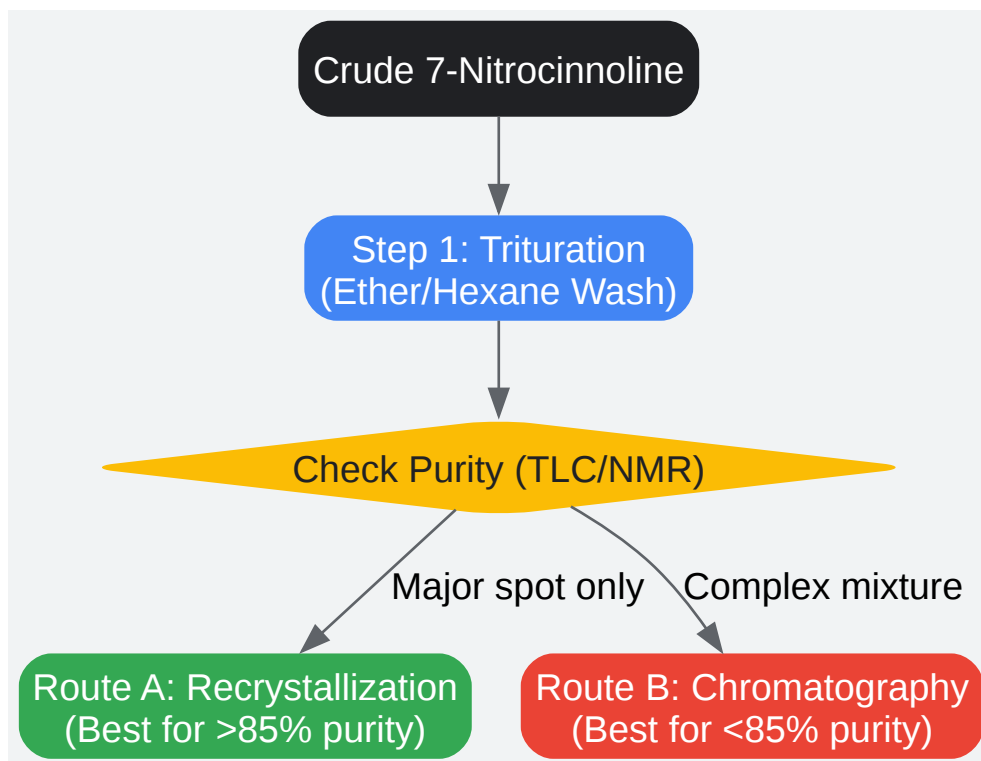 Crude 7-Nitrocinnoline
Step 1: Trituration
(Ether/Hexane Wash)
Check Purity (TLC/NMR)
Major spot only
Complex mixture
Route A: Recrystallization
(Best for >85% purity)
Route B: Chromatography
(Best for <85% purity)